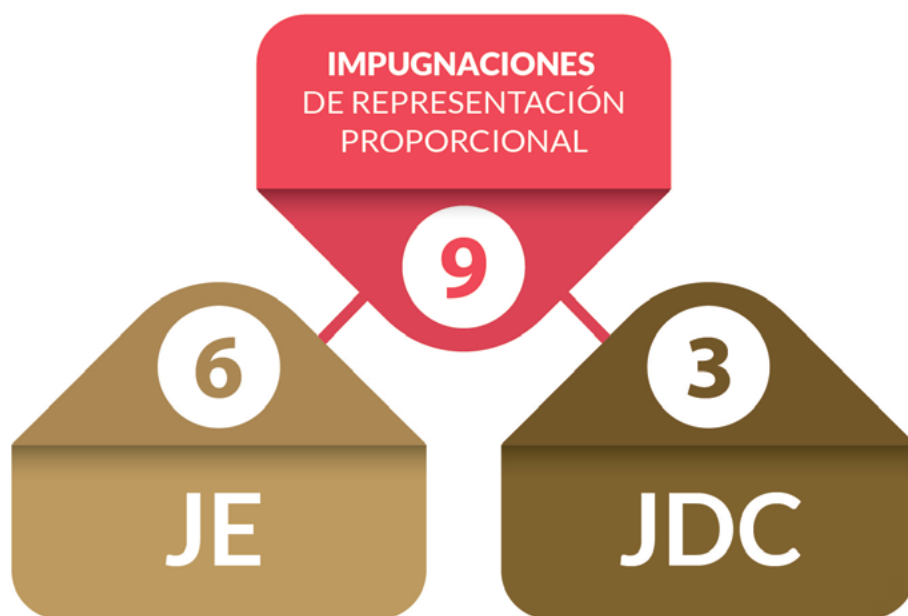 IMPUGNACIONES
DE REPRESENTACIÓN
PROPORCIONAL
9
6
JE
3
JDC